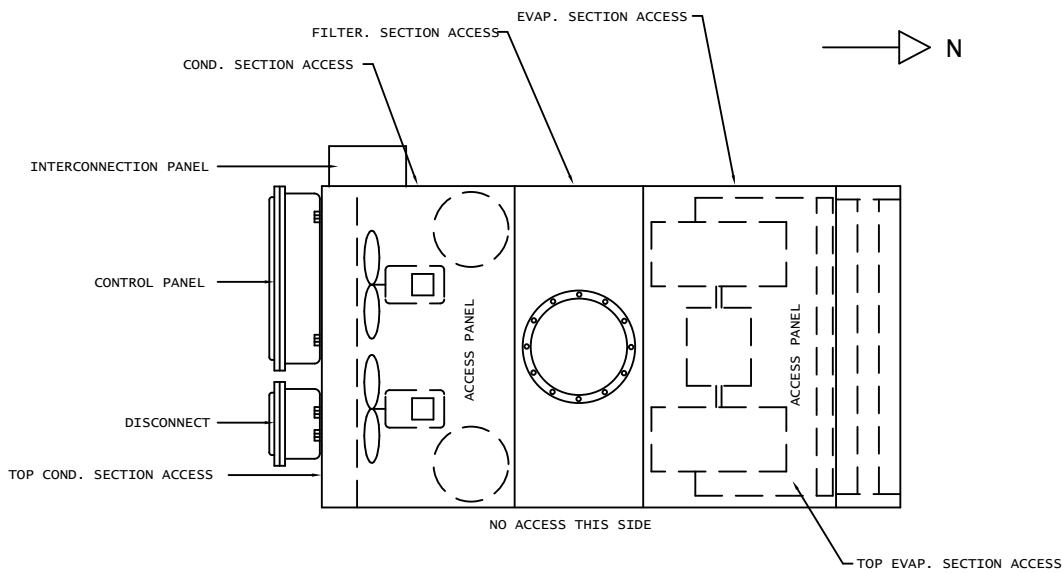 EVAP. SECTION ACCESS
FILTER. SECTION ACCESS
N
COND. SECTION ACCESS
INTERCONNECTION PANEL
CONTROL PANEL
ACCESS PANEL
ACCESS PANEL
DISCONNECT
TOP COND. SECTION ACCESS
NO ACCESS THIS SIDE
TOP EVAP. SECTION ACCESS